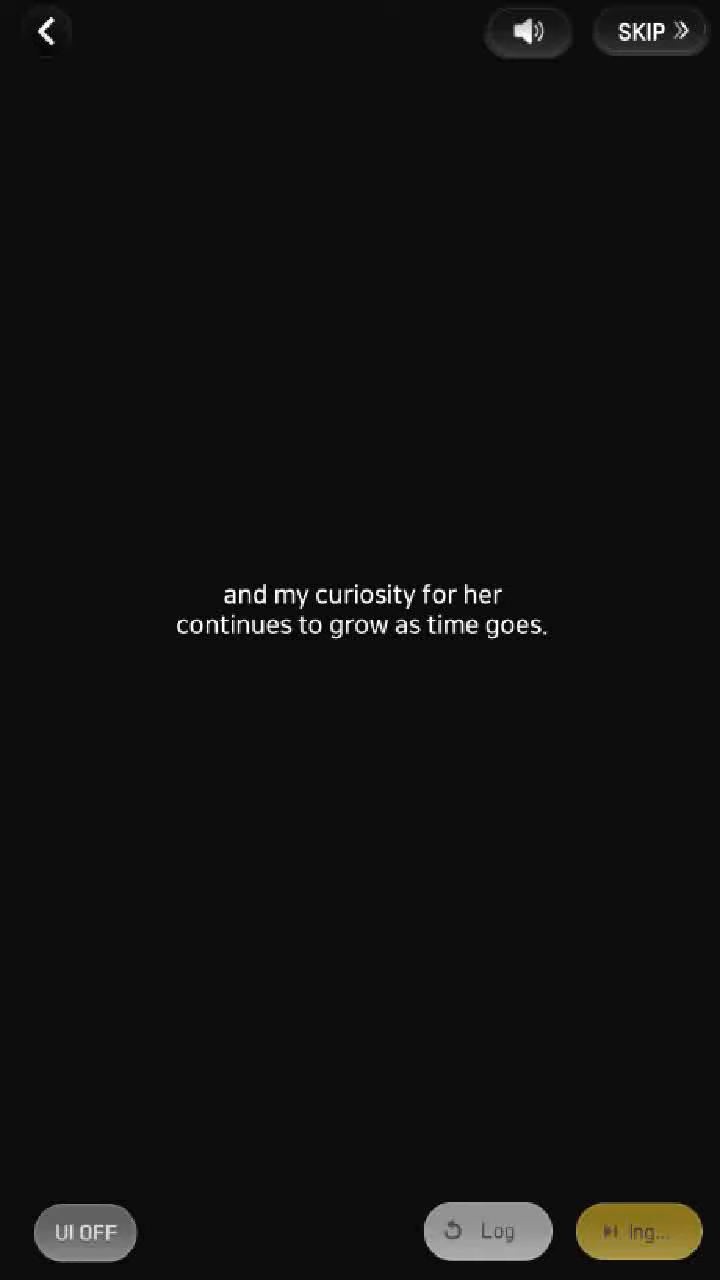 SKIP
and my curiosity for her
continues to grow as time goes.
UI OFF
Log
Ing...